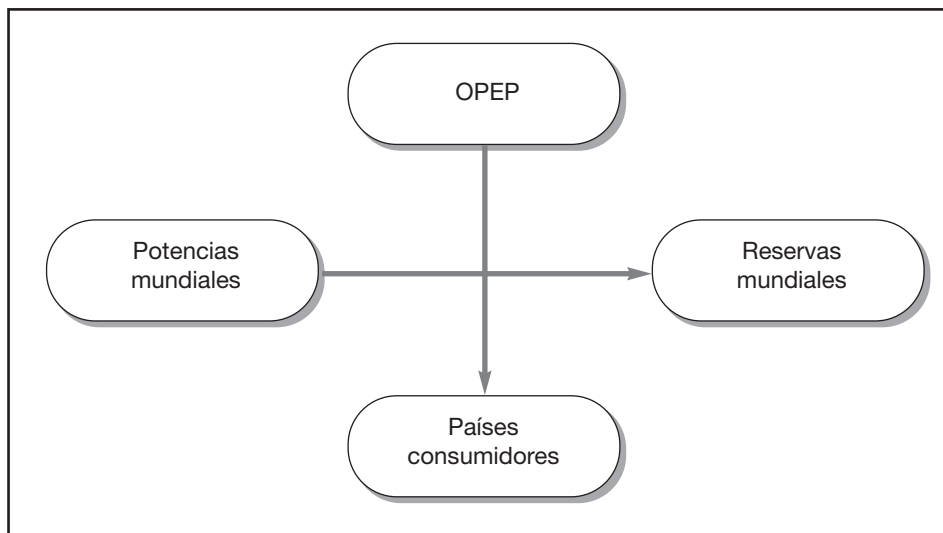 OPEP
Potencias
mundiales
Reservas
mundiales
Países
consumidores